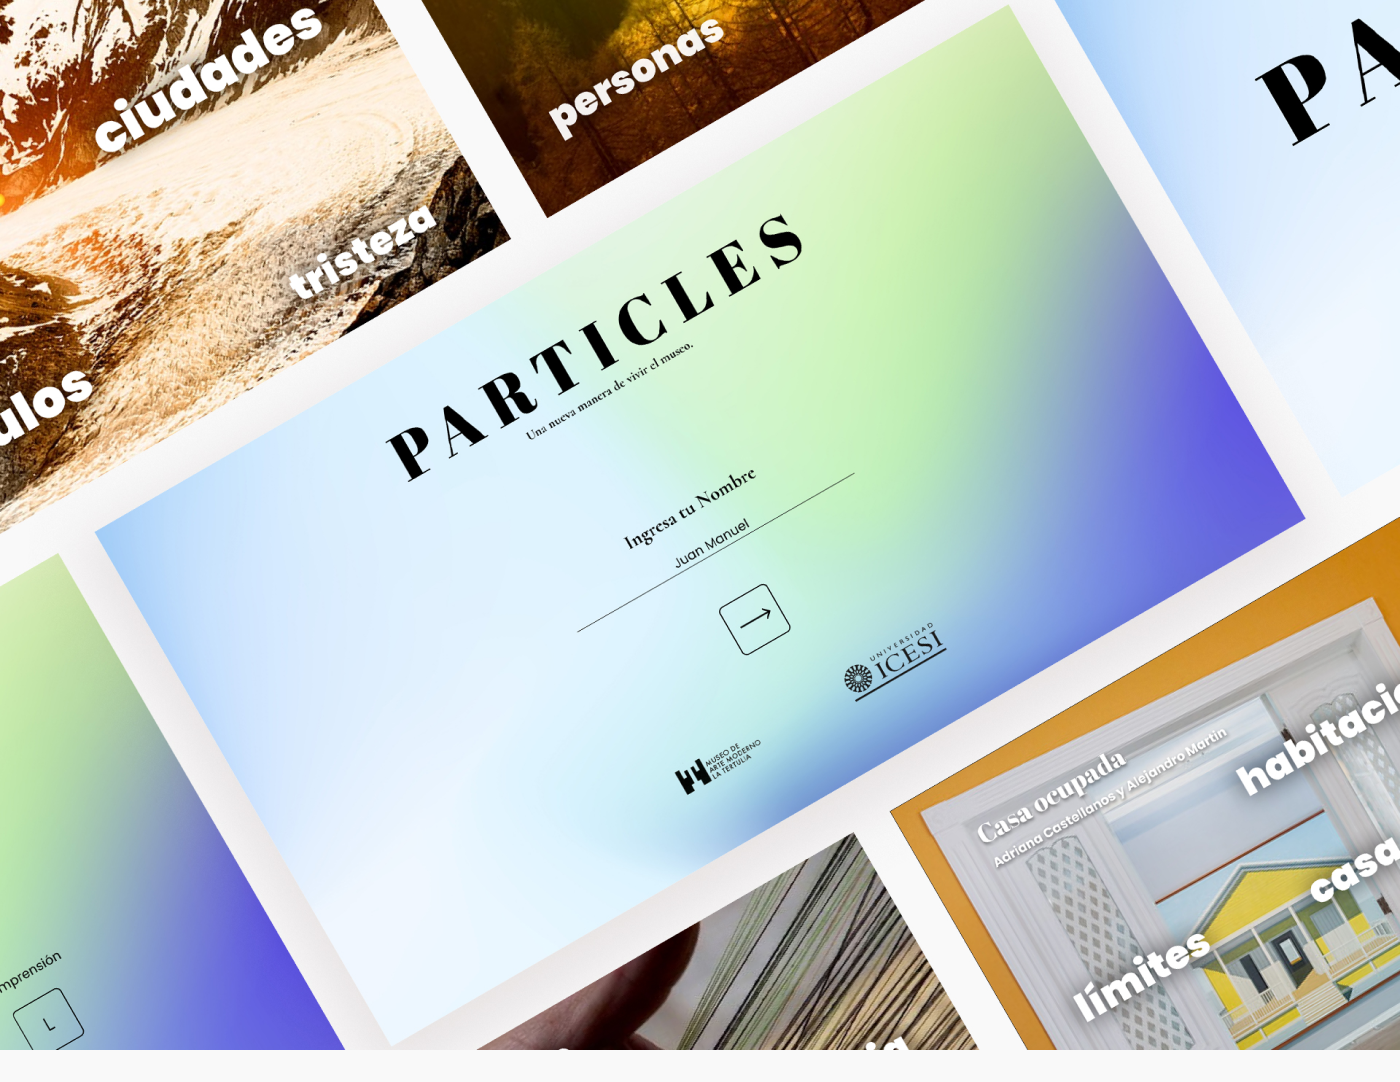 ciudades
tristeza
ulos
personas
PA
PARTICLES
Una nueva manera de vivir el museo.
Ingresa tu Nombre
Juan Manuel
UNIVERSIDAD
ICESI
MUSEO DE
ARTE MODERNO
LA TERTULIA
mprensión
L
Casa ocupada
Adriana Castellanos y Alejandro Martín
habitacio
casa
límites